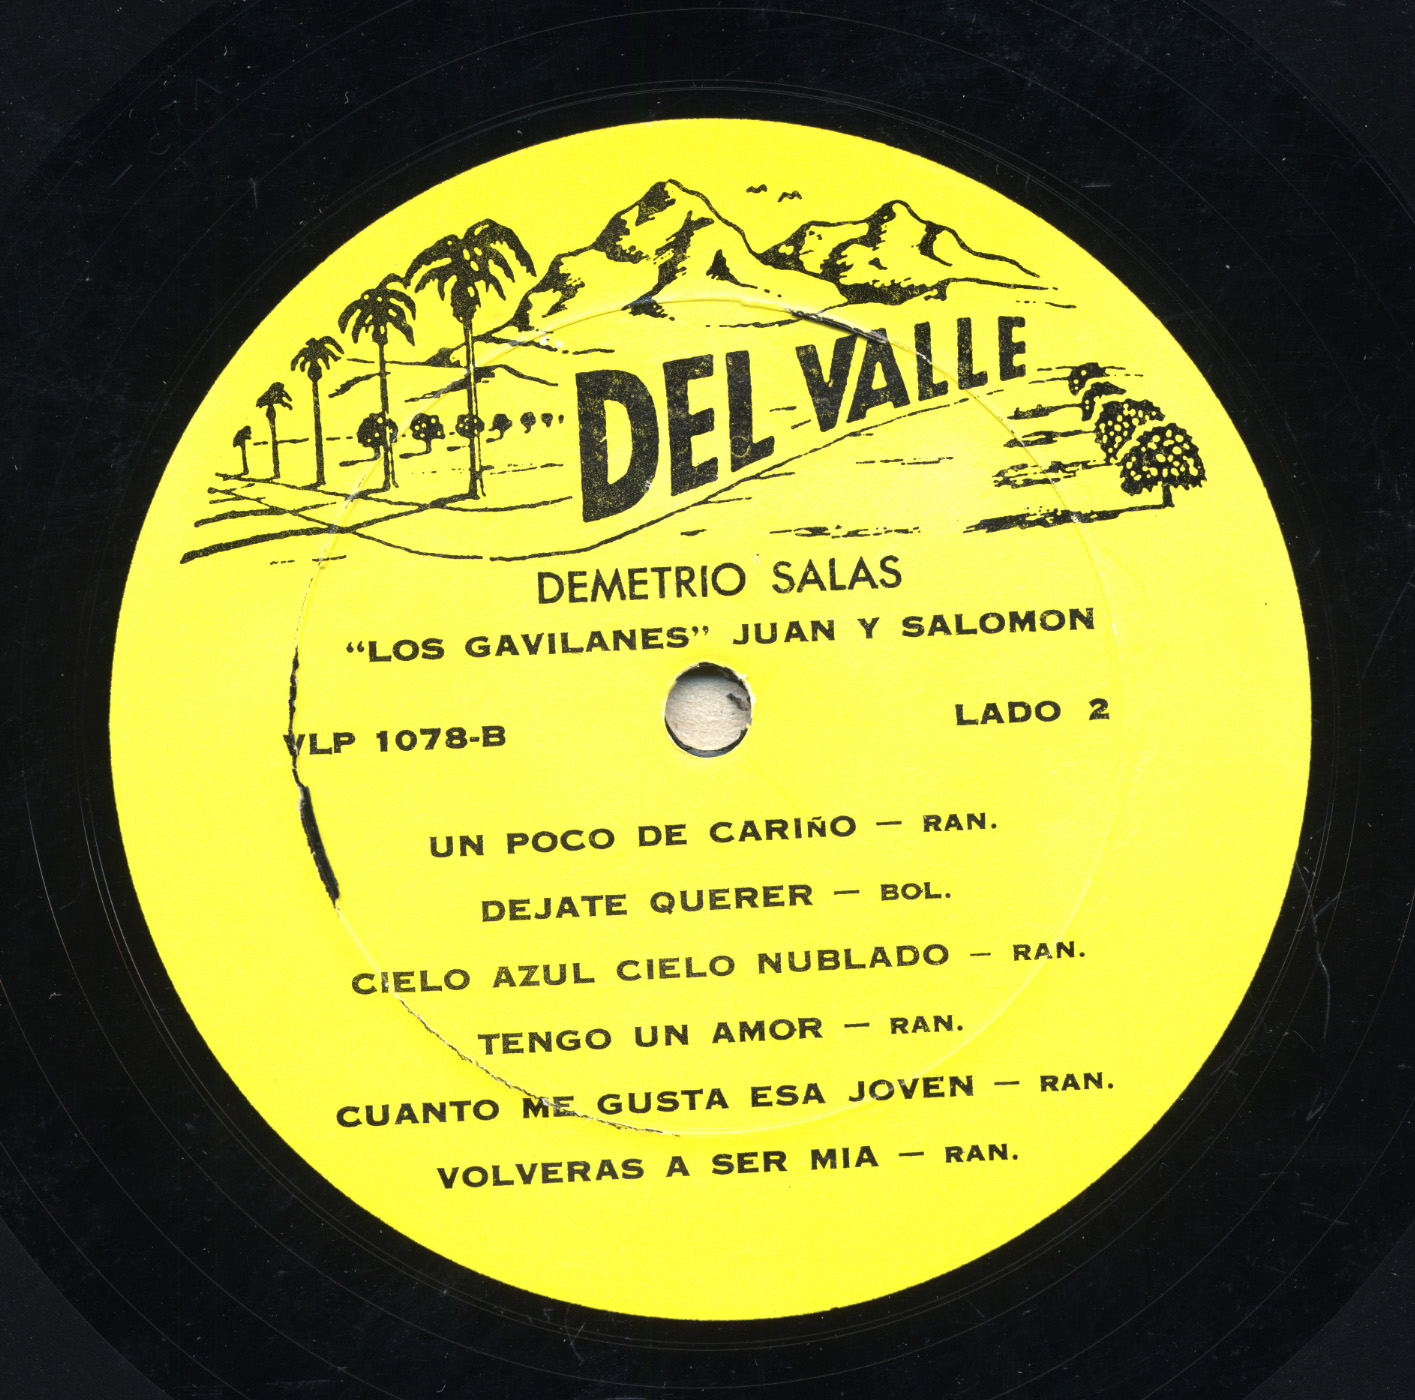 DEL VALLE
DEMETRIO SALAS
“LOS GAVILANES” JUAN Y SALOMON
VLP 1078-B
LADO 2
UN POCO DE CARIÑO — RAN.
DEJATE QUERER — BOL.
CIELO AZUL CIELO NUBLADO — RAN.
TENGO UN AMOR — RAN.
CUANTO ME GUSTA ESA JOVEN — RAN.
VOLVERAS A SER MIA — RAN.